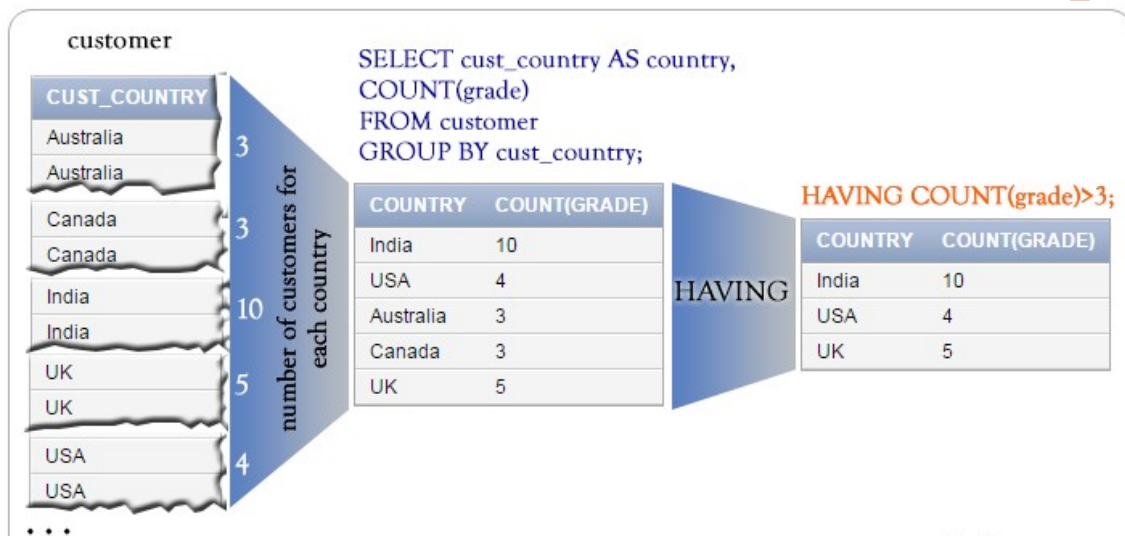 customer
CUST_COUNTRY
Australia
Australia
Canada
Canada
India
India
UK
UK
USA
USA
. . .
3
3
10
5
4
number of customers for
each country
SELECT cust_country AS country,
COUNT(grade)
FROM customer
GROUP BY cust_country;
COUNTRY COUNT(GRADE)
India 10
USA 4
Australia 3
Canada 3
UK 5
HAVING
HAVING COUNT(grade)>3;
COUNTRY COUNT(GRADE)
India 10
USA 4
UK 5